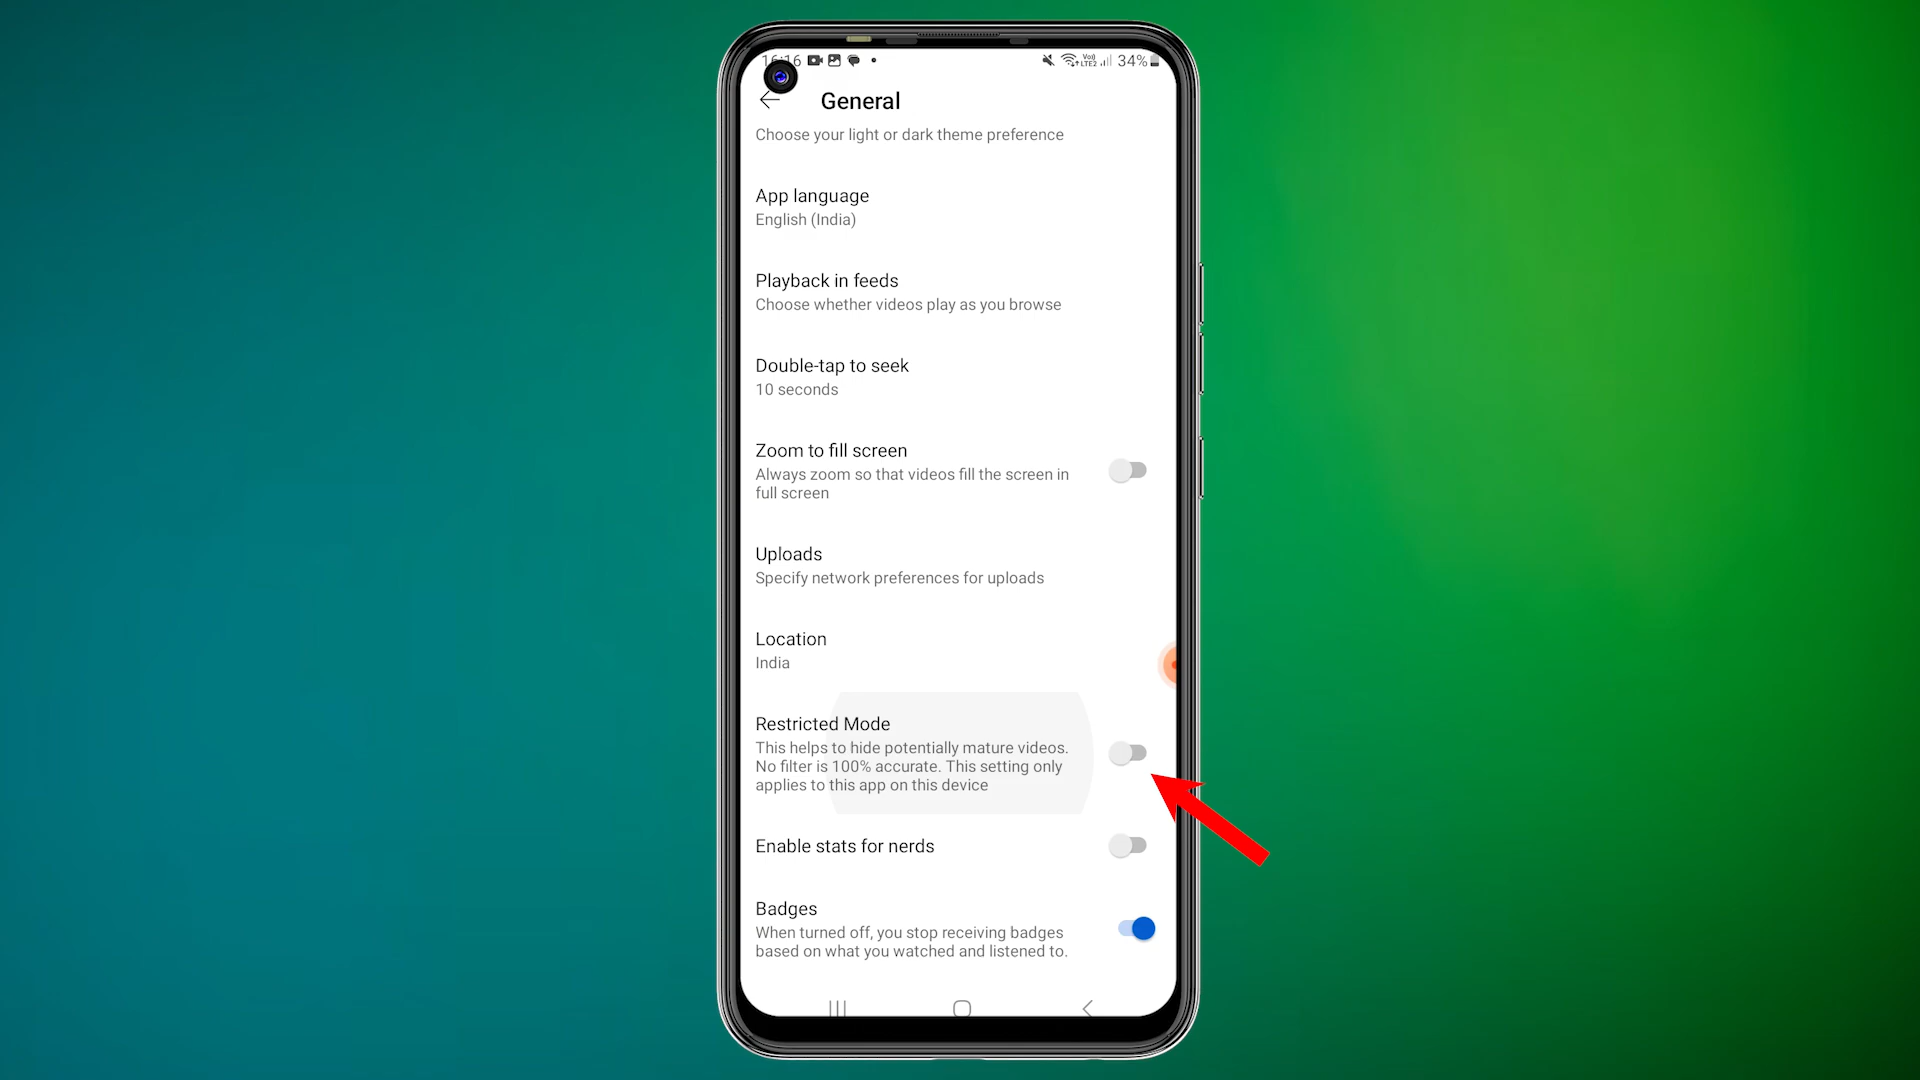 16:16
34%
General
Choose your light or dark theme preference
App language
English (India)
Playback in feeds
Choose whether videos play as you browse
Double-tap to seek
10 seconds
Zoom to fill screen
Always zoom so that videos fill the screen in
full screen
Uploads
Specify network preferences for uploads
Location
India
Restricted Mode
This helps to hide potentially mature videos.
No filter is 100% accurate. This setting only
applies to this app on this device
Enable stats for nerds
Badges
When turned off, you stop receiving badges
based on what you watched and listened to.